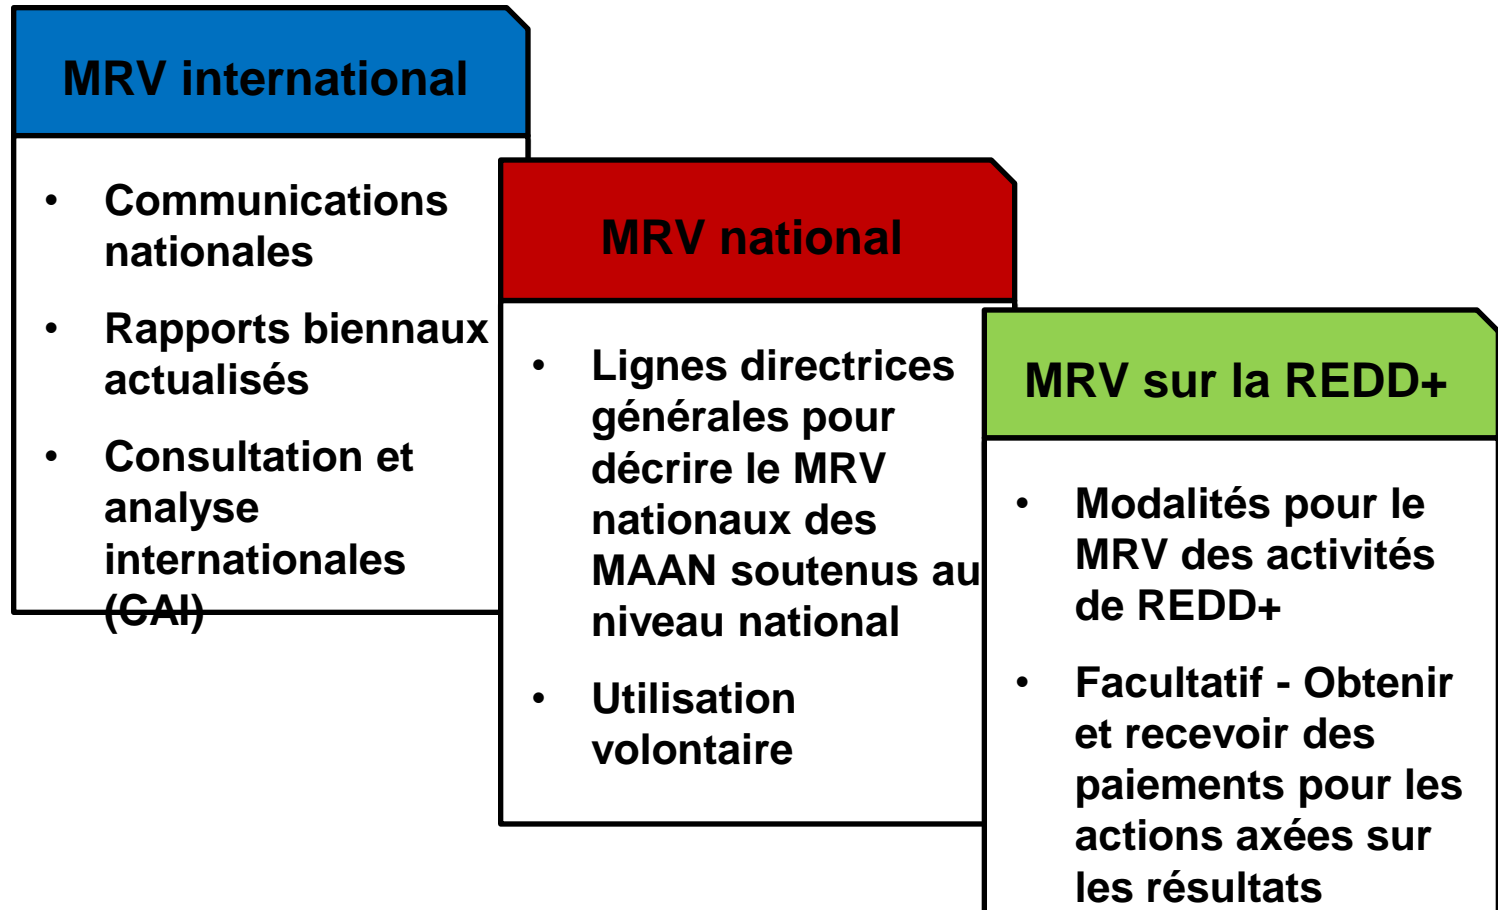 MRV international
• Communications
nationales
• Rapports biennaux
actualisés
• Consultation et
analyse
internationales
(CAI)
MRV national
• Lignes directrices
générales pour
décrire le MRV
nationaux des
MAAN soutenus au
niveau national
• Utilisation
volontaire
MRV sur la REDD+
• Modalités pour le
MRV des activités
de REDD+
• Facultatif - Obtenir
et recevoir des
paiements pour les
actions axées sur
les résultats